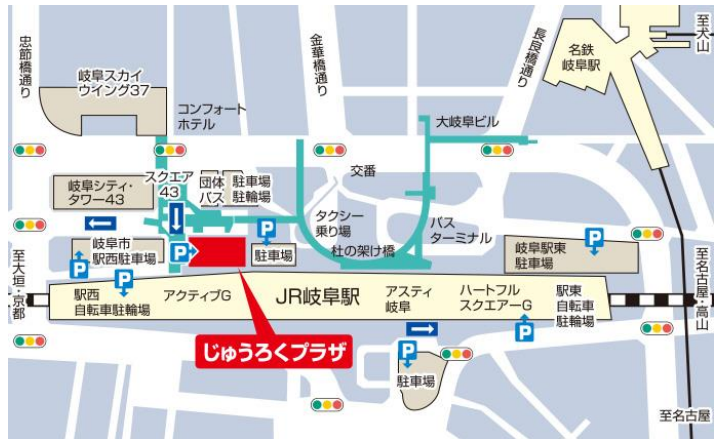 忠節橋通り
金華橋通り
長良橋通り
至犬山
名鉄
岐阜駅
岐阜スカイ
ウイング37
コンフォート
ホテル
大岐阜ビル
交番
岐阜シティ・
タワー43
スクエア
43
団体
バス
駐車場
駐輪場
タクシー
乗り場
バス
ターミナル
杜の架け橋
岐阜市
駅西駐車場
P
P
P
P
駐車場
岐阜駅東
駐車場
P
至大垣・京都
駅西
自転車駐輪場
アクティブG
JR岐阜駅
アスティ
岐阜
ハートフル
スクエアーG
駅東
自転車
駐輪場
P
至名古屋・高山
じゅうろくプラザ
P
駐車場
至名古屋